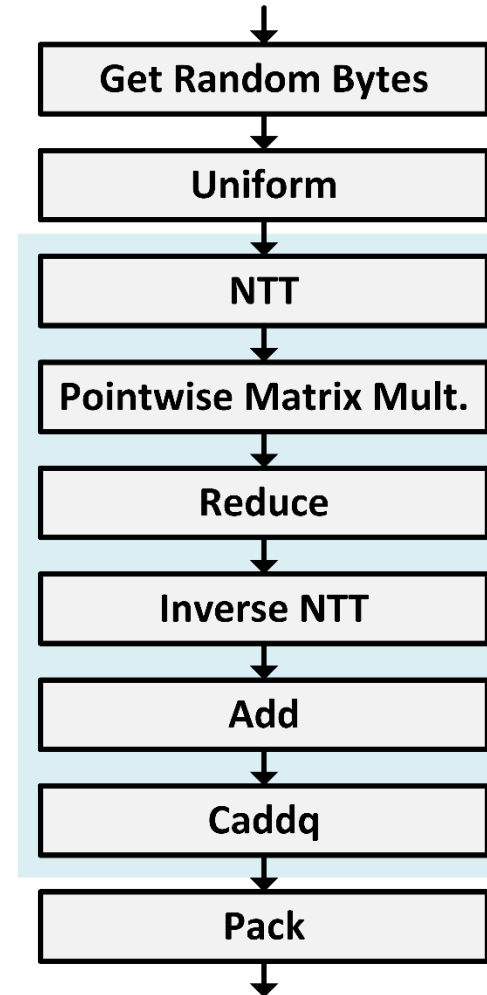 Get Random Bytes
Uniform
NTT
Pointwise Matrix Mult.
Reduce
Inverse NTT
Add
Caddq
Pack